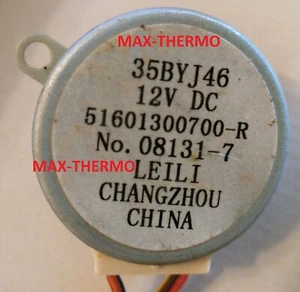 MAX-THERMO
35BYJ46
12V DC
51601300700-R
No. 08131-7
MAX-THERMO
LEILI
CHANGZHOU
CHINA